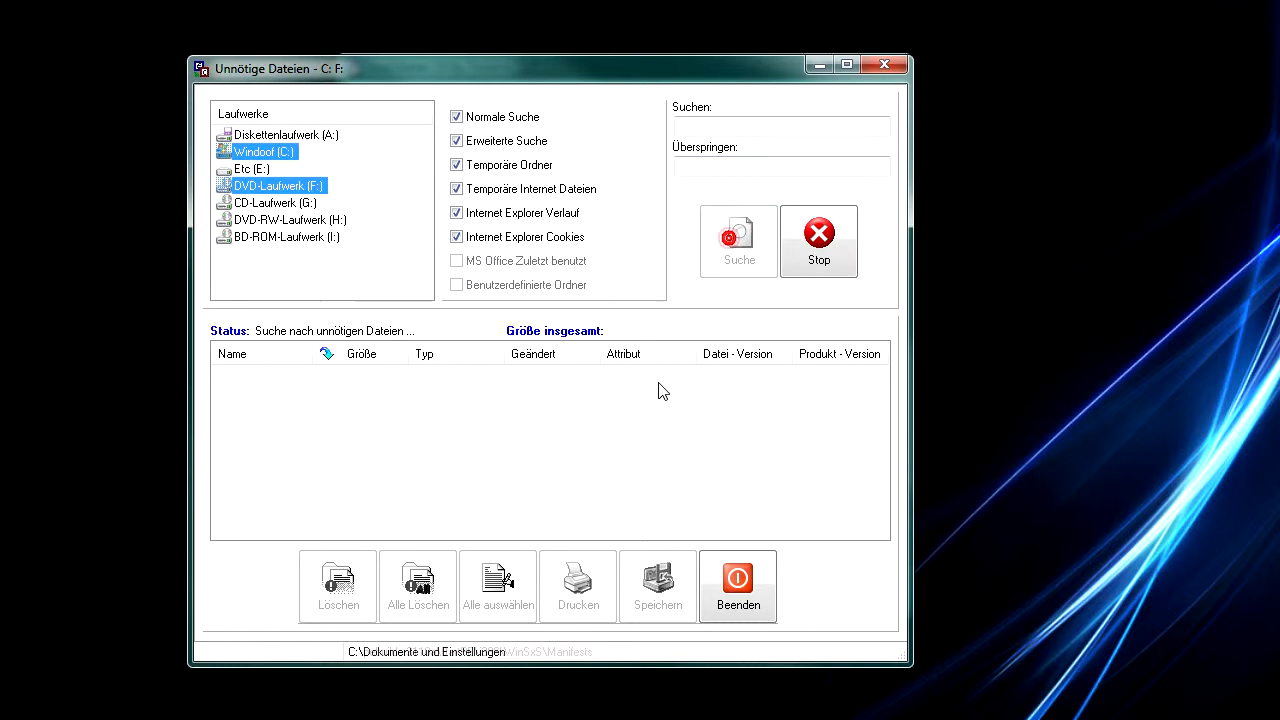 Unnötige Dateien - C: F:
Laufwerke
Diskettenlaufwerk (A:)
Windoof (C:)
Etc (E:)
DVD-Laufwerk (F:)
CD-Laufwerk (G:)
DVD-RW-Laufwerk (H:)
BD-ROM-Laufwerk (I:)
Normale Suche
Erweiterte Suche
Temporäre Ordner
Temporäre Internet Dateien
Internet Explorer Verlauf
Internet Explorer Cookies
MS Office Zuletzt benutzt
Benutzerdefinierte Ordner
Suchen:
Überspringen:
Suche Stop
Status: Suche nach unnötigen Dateien ... Größe insgesamt:
Name Größe Typ Geändert Attribut Datei - Version Produkt - Version
Löschen Alle Löschen Alle auswählen Drucken Speichern Beenden
C:\Dokumente und Einstellungen WinSxS\Manifests